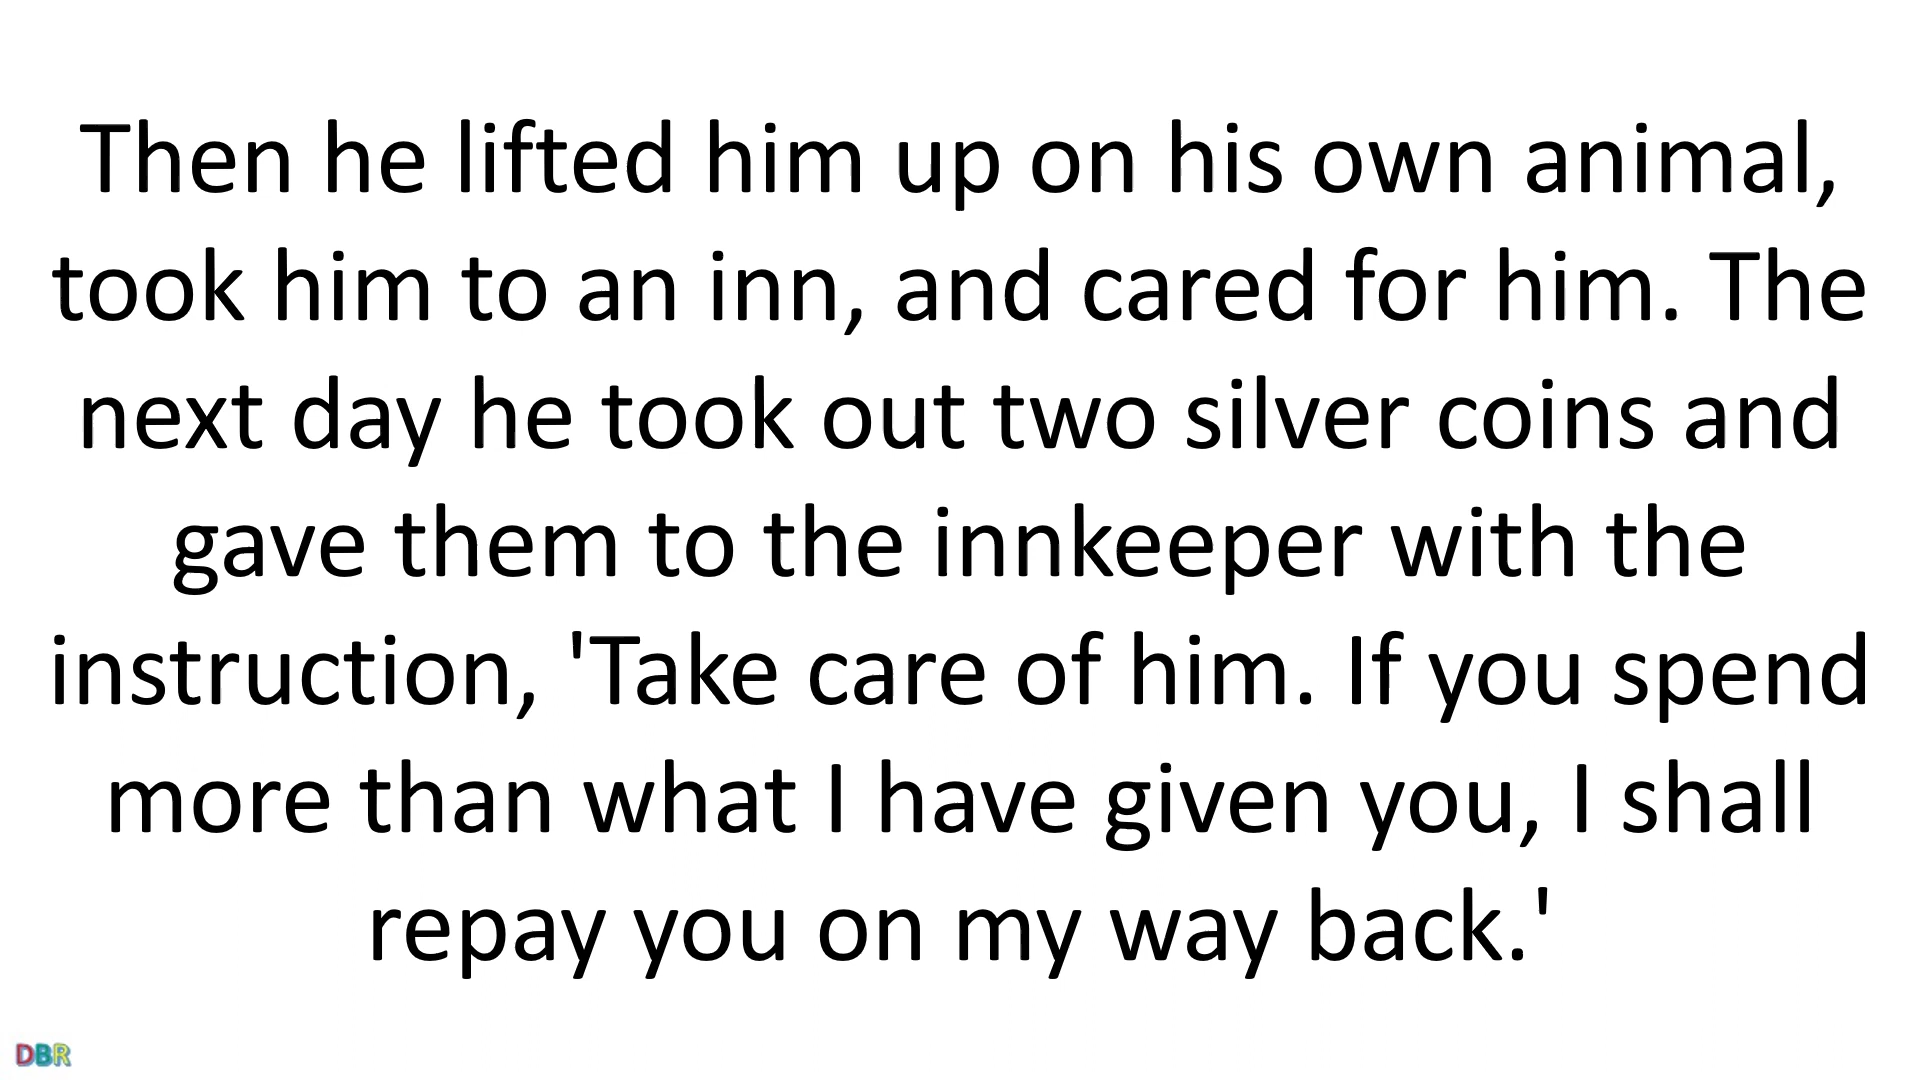 Then he lifted him up on his own animal,
took him to an inn, and cared for him. The
next day he took out two silver coins and
gave them to the innkeeper with the
instruction, 'Take care of him. If you spend
more than what I have given you, I shall
repay you on my way back.'
DBR